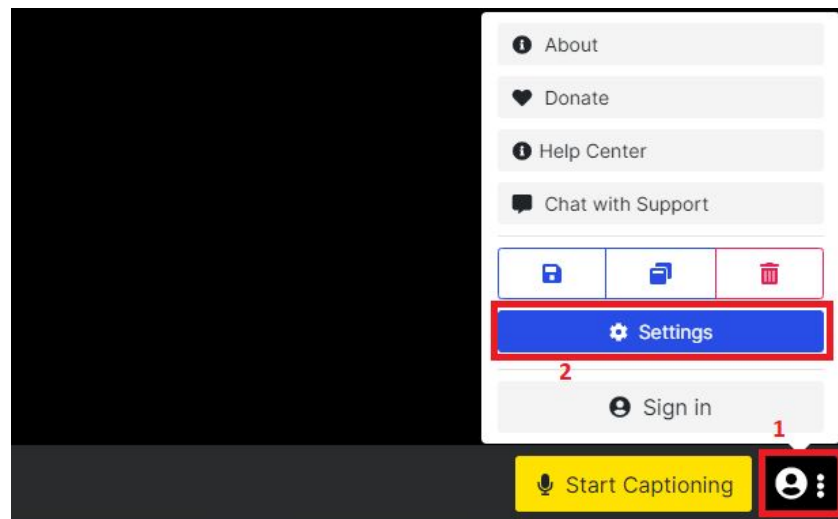 About
Donate
Help Center
Chat with Support
Settings
2
Sign in
1
Start Captioning